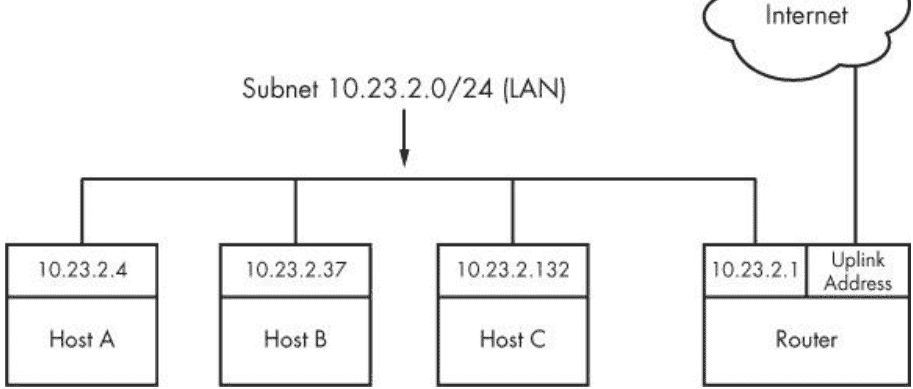 Internet
Subnet 10.23.2.0/24 (LAN)
10.23.2.4
10.23.2.37
10.23.2.132
10.23.2.1
Uplink
Address
Host A
Host B
Host C
Router